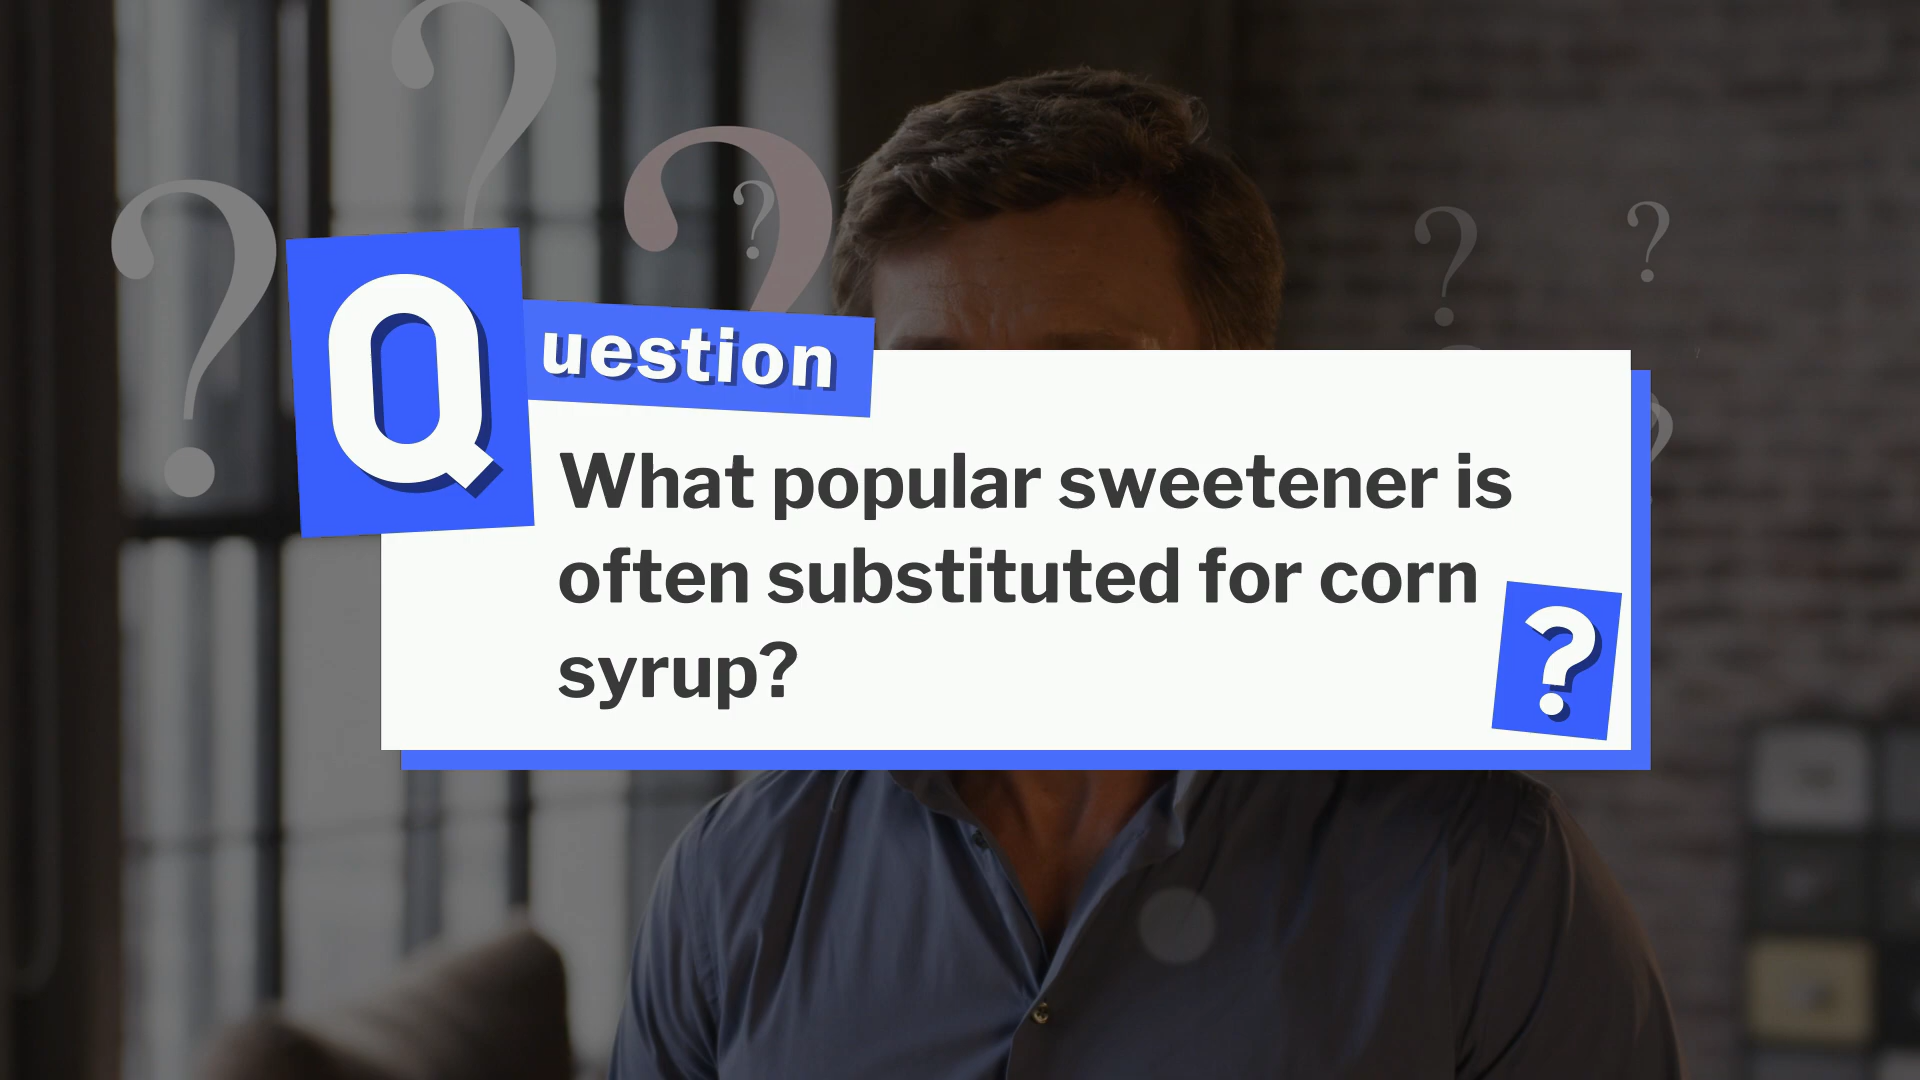 Question
What popular sweetener is
often substituted for corn
syrup?
?